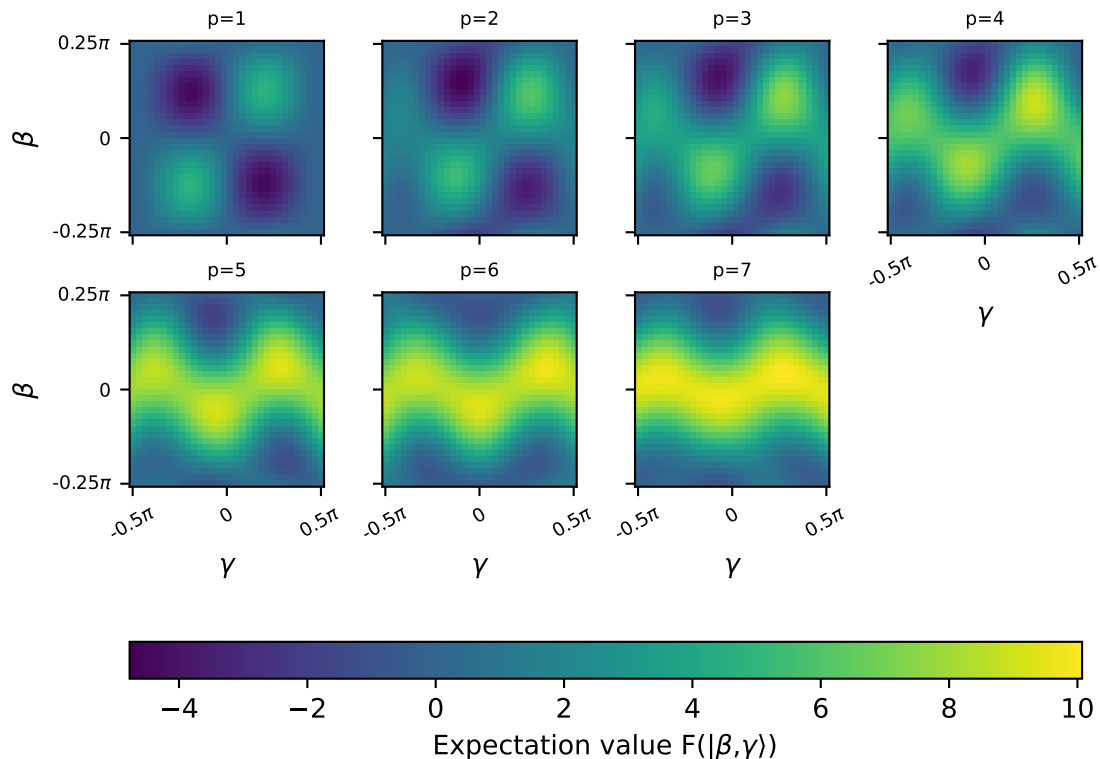 p=1 p=2 p=3 p=4
0.25π
β
0
-0.25π
-0.5π 0 0.5π
γ
p=5 p=6 p=7
0.25π
β
0
-0.25π
-0.5π 0 0.5π -0.5π 0 0.5π -0.5π 0 0.5π
γ γ γ
−4 −2 0 2 4 6 8 10
Expectation value F(|β,γ⟩)